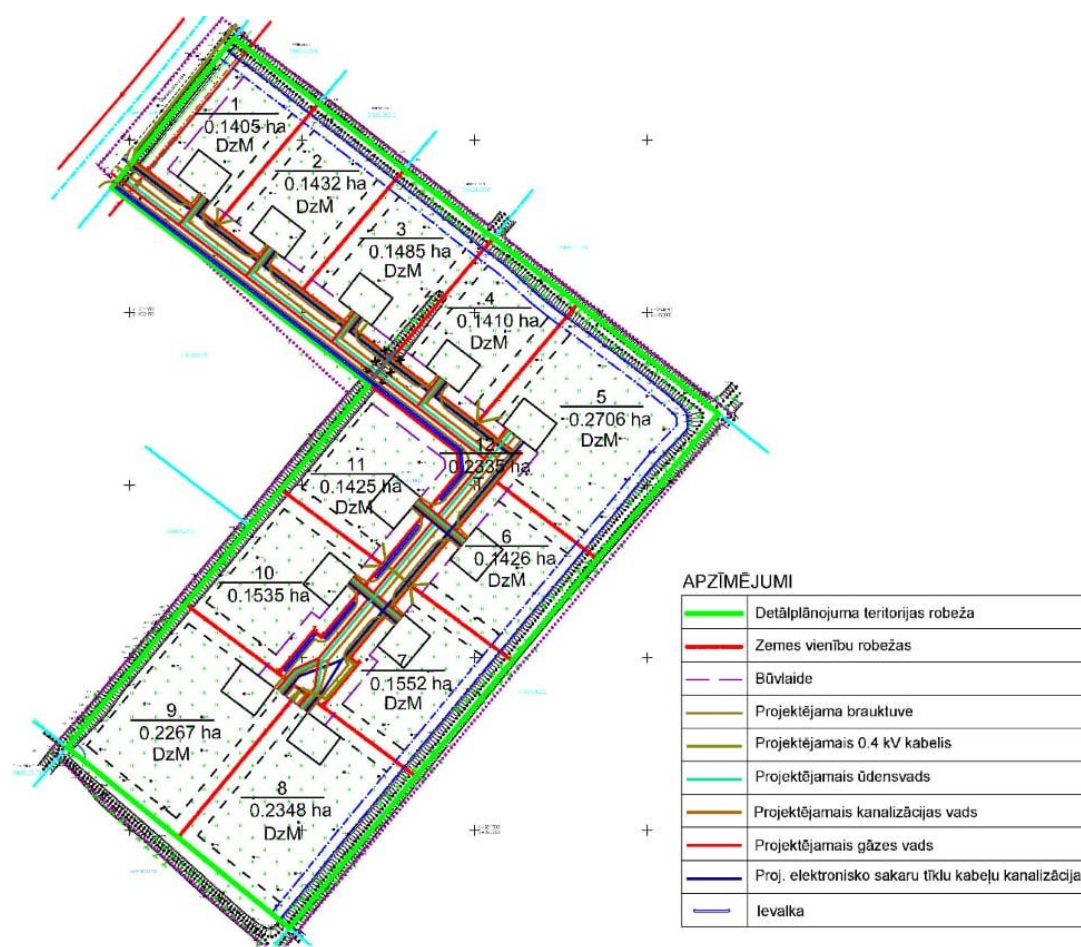 1
0.1405 ha
DzM
2
0.1432 ha
DzM
3
0.1485 ha
DzM
4
0.1410 ha
DzM
5
0.2706 ha
DzM
12
0.2335 ha
11
0.1425 ha
DzM
6
0.1426 ha
DzM
10
0.1535 ha
7
0.1552 ha
DzM
9
0.2267 ha
DzM
8
0.2348 ha
DzM
APZĪMĒJUMI
Detālplānojuma teritorijas robeža
Zemes vienību robežas
Būvlaide
Projektējama brauktuve
Projektējamais 0.4 kV kabelis
Projektējamais ūdensvads
Projektējamais kanalizācijas vads
Projektējamais gāzes vads
Proj. elektronisko sakaru tīklu kabeļu kanalizācija
Ievalka